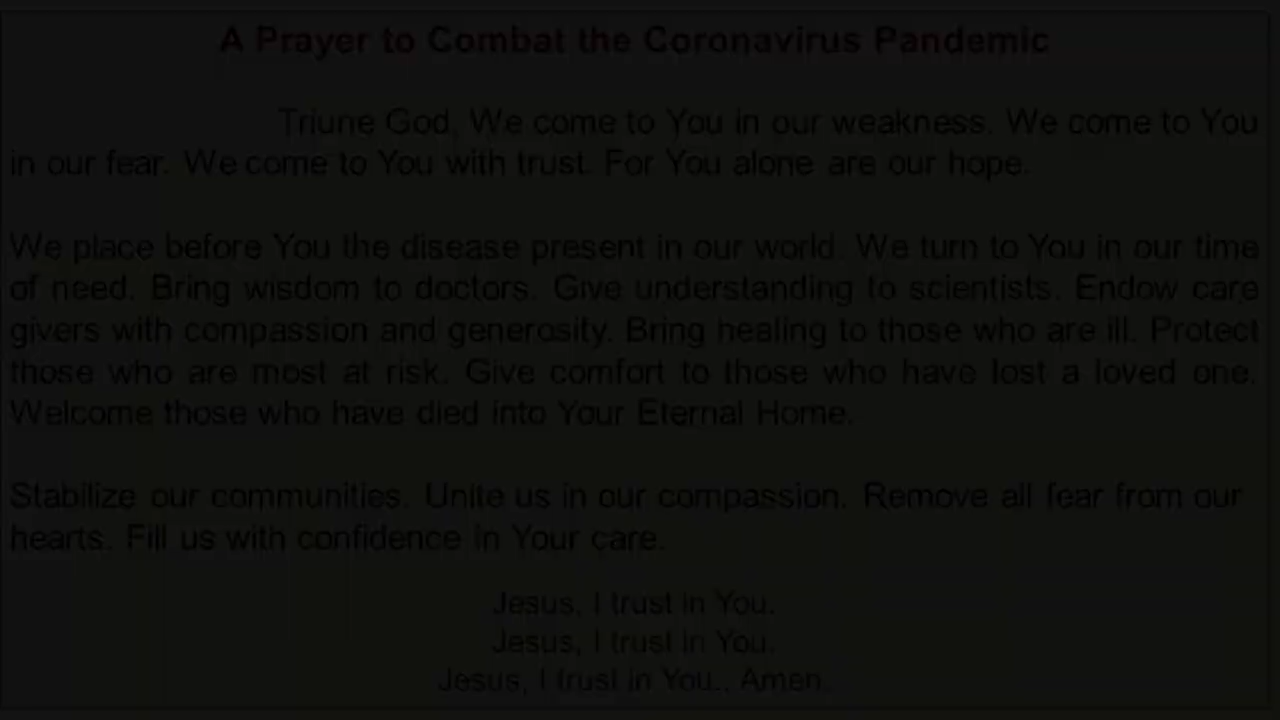 A Prayer to Combat the Coronavirus Pandemic
Triune God, We come to You in our weakness. We come to You
in our fear. We come to You with trust. For You alone are our hope.
We place before You the disease present in our world. We turn to You in our time
of need. Bring wisdom to doctors. Give understanding to scientists. Endow care
givers with compassion and generosity. Bring healing to those who are ill. Protect
those who are most at risk. Give comfort to those who have lost a loved one.
Welcome those who have died into Your Eternal Home.
Stabilize our communities. Unite us in our compassion. Remove all fear from our
hearts. Fill us with confidence in Your care.
Jesus, I trust in You.
Jesus, I trust in You.
Jesus, I trust in You.. Amen.